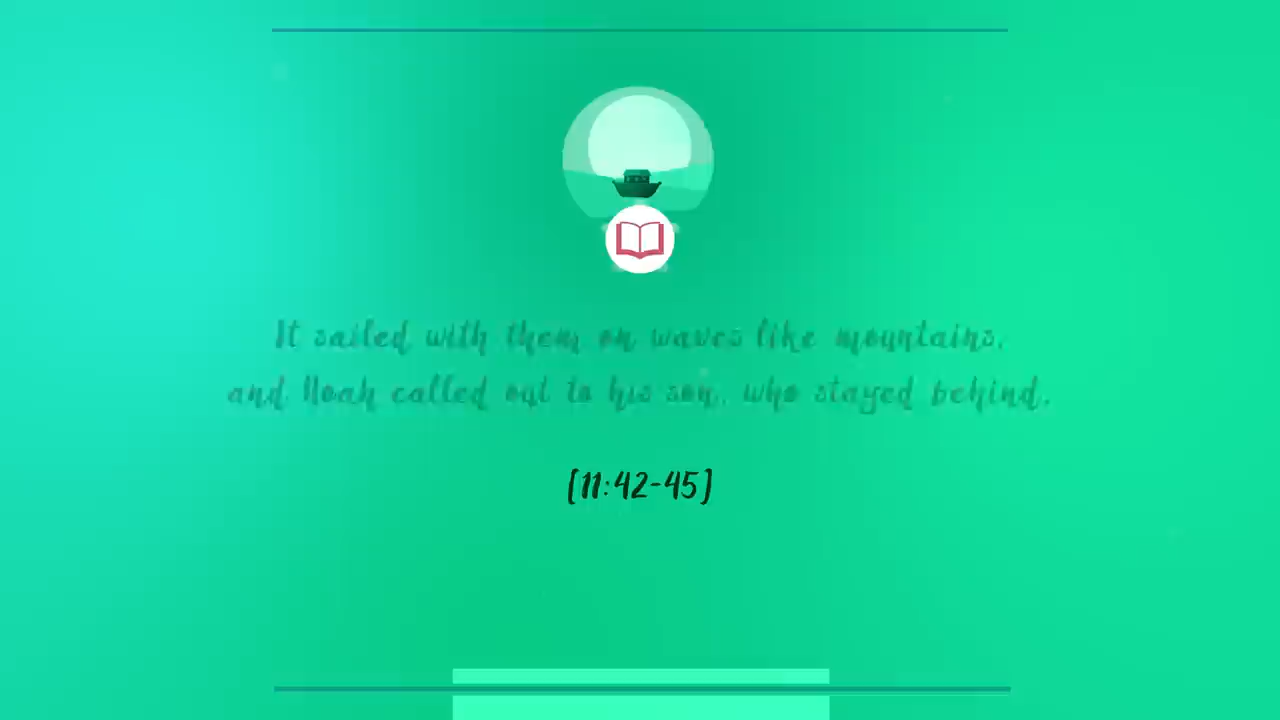 It sailed with them on waves like mountains,
and Noah called out to his son, who stayed behind.
[11:42-45]